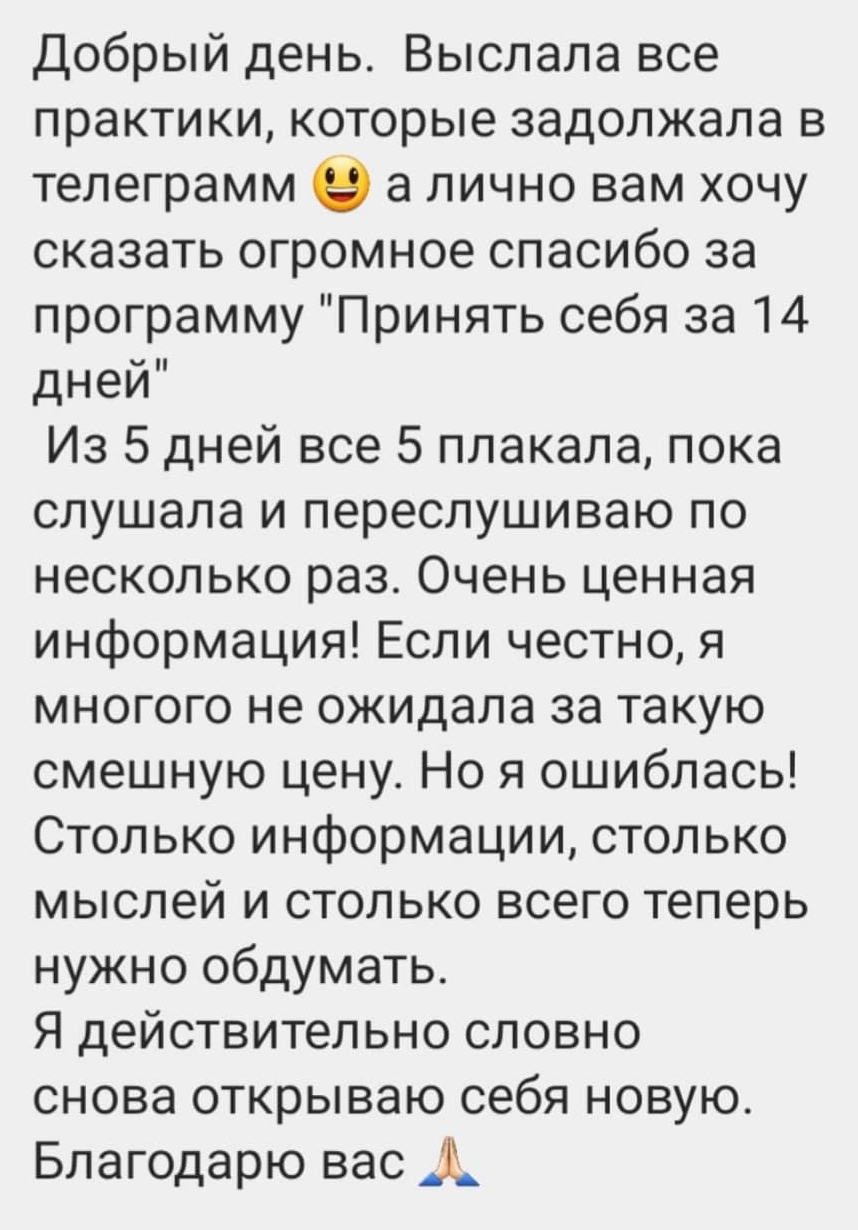 Добрый день.  Выслала все
практики, которые задолжала в
телеграмм 😃 а лично вам хочу
сказать огромное спасибо за
программу "Принять себя за 14
дней"
Из 5 дней все 5 плакала, пока
слушала и переслушиваю по
несколько раз. Очень ценная
информация! Если честно, я
многого не ожидала за такую
смешную цену. Но я ошиблась!
Столько информации, столько
мыслей и столько всего теперь
нужно обдумать.
Я действительно словно
снова открываю себя новую.
Благодарю вас 🙏🏻